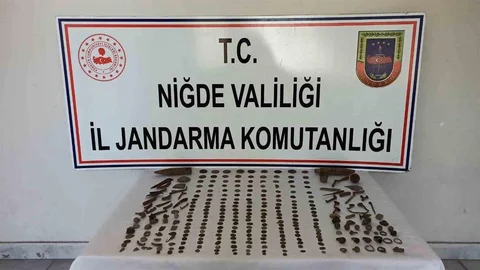 T.C.
NİĞDE VALİLİĞİ
İL JANDARMA KOMUTANLIĞI